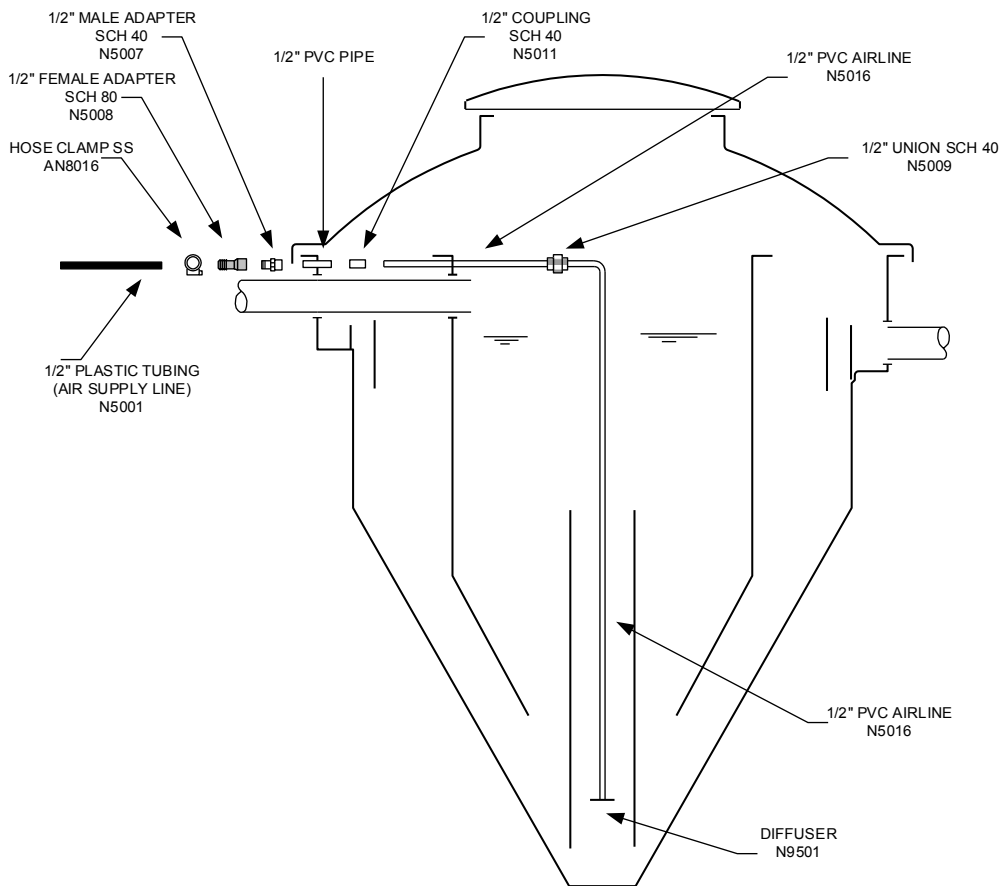 1/2" MALE ADAPTER
SCH 40
N5007
1/2" COUPLING
SCH 40
N5011
1/2" PVC PIPE
1/2" PVC AIRLINE
N5016
1/2" FEMALE ADAPTER
SCH 80
N5008
HOSE CLAMP SS
AN8016
1/2" UNION SCH 40
N5009
1/2" PLASTIC TUBING
(AIR SUPPLY LINE)
N5001
1/2" PVC AIRLINE
N5016
DIFFUSER
N9501